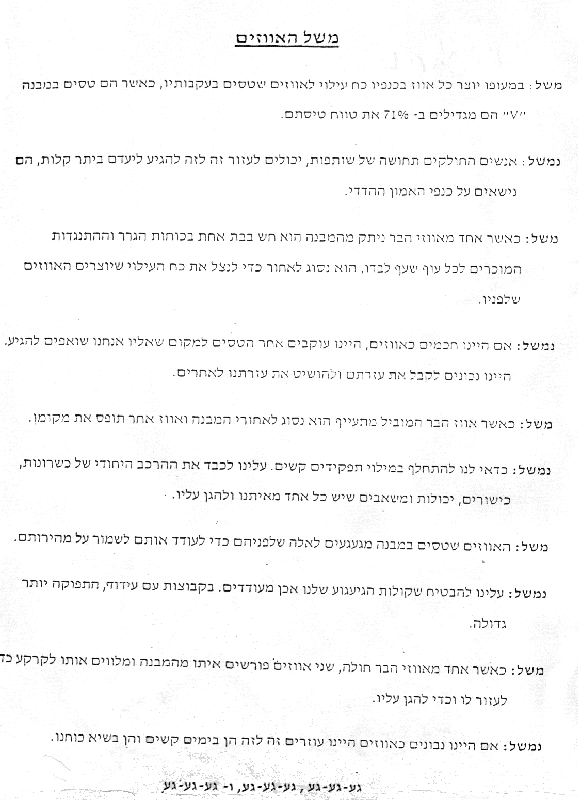 משל האווזים
משל: במעופו יוצר כל אווז בכנפיו כח עילוי לאווזים שטסים בעקבותיו, כאשר הם טסים במבנה
"V" הם מגדילים ב- 71% את טווח טיסתם.
נמשל: אנשים החולקים תחושה של שותפות, יכולים לעזור זה לזה להגיע ליעדם ביתר קלות, הם
נישאים על כנפי האמון ההדדי.
משל: כאשר אחד מאווזי הבר ניתק מהמבנה הוא חש בבת אחת בכוחות הגרר וההתנגדות
המוכרים לכל עוף שעף לבדו, הוא נסוג לאחור כדי לנצל את כח העילוי שיוצרים האווזים
שלפניו.
נמשל: אם היינו חכמים כאווזים, היינו עוקבים אחר הטסים למקום שאליו אנחנו שואפים להגיע.
היינו נבונים לקבל את עזרתם ולהושיט את עזרתנו לאחרים.
משל: כאשר אווז הבר המוביל מתעייף הוא נסוג לאחורי המבנה ואווז אחר תופס את מקומו.
נמשל: כדאי לנו להתחלף במילוי תפקידים קשים. עלינו לכבד את ההרכב היחודי של כשרונות,
כישורים, יכולות ומשאבים שיש כל אחד מאיתנו ולהגן עליו.
משל: האווזים שטסים במבנה מגעגעים לאלה שלפניהם כדי לעודד אותם לשמור על מהירותם.
נמשל: עלינו להבטיח שקולות הגיעגוע שלנו אכן מעודדים. בקבוצות עם עידוד, התפוקה יותר
גדולה.
משל: כאשר אחד מאווזי הבר חולה, שני אווזים פורשים איתו מהמבנה ומלווים אותו לקרקע כד
לעזור לו וכדי להגן עליו.
נמשל: אם היינו נבונים כאווזים היינו עוזרים זה לזה הן בימים קשים והן בשיא כוחנו.
גע-גע-גע, גע-גע-גע, ו- גע-גע-גע